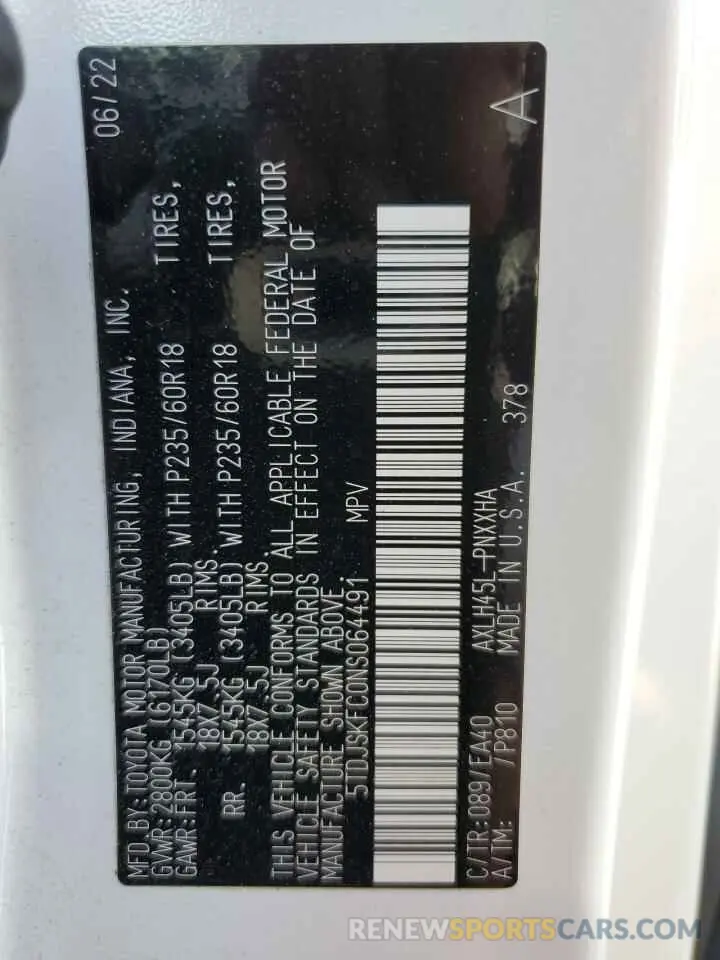 MFD. BY: TOYOTA MOTOR MANUFACTURING, INDIANA, INC. 06/22
GVWR: 2800KG (6170LB)
GAWR: FRT. 1545KG (3405LB) WITH P235/60R18 TIRES,
18X7.5J RIMS.
RR. 1545KG (3405LB) WITH P235/60R18 TIRES,
18X7.5J RIMS.
THIS VEHICLE CONFORMS TO ALL APPLICABLE FEDERAL MOTOR
VEHICLE SAFETY STANDARDS IN EFFECT ON THE DATE OF
MANUFACTURE SHOWN ABOVE.
5TDJSKFC0NS064491 MPV
C/TR: 089/EA40 AXLH45L-PNXXHA
A/TM: /P810 MADE IN U.S.A. 378 A
RENEWSPORTSCARS.COM